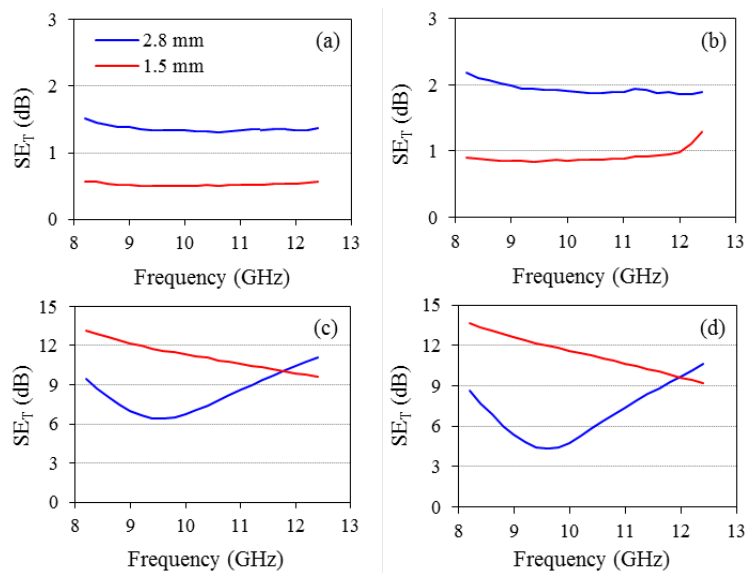 3
2
1
0
SE_T (dB)
2.8 mm
1.5 mm
(a)
8 9 10 11 12 13
Frequency (GHz)
3
2
1
0
SE_T (dB)
(b)
8 9 10 11 12 13
Frequency (GHz)
15
12
9
6
3
0
SE_T (dB)
(c)
8 9 10 11 12 13
Frequency (GHz)
15
12
9
6
3
0
SE_T (dB)
(d)
8 9 10 11 12 13
Frequency (GHz)